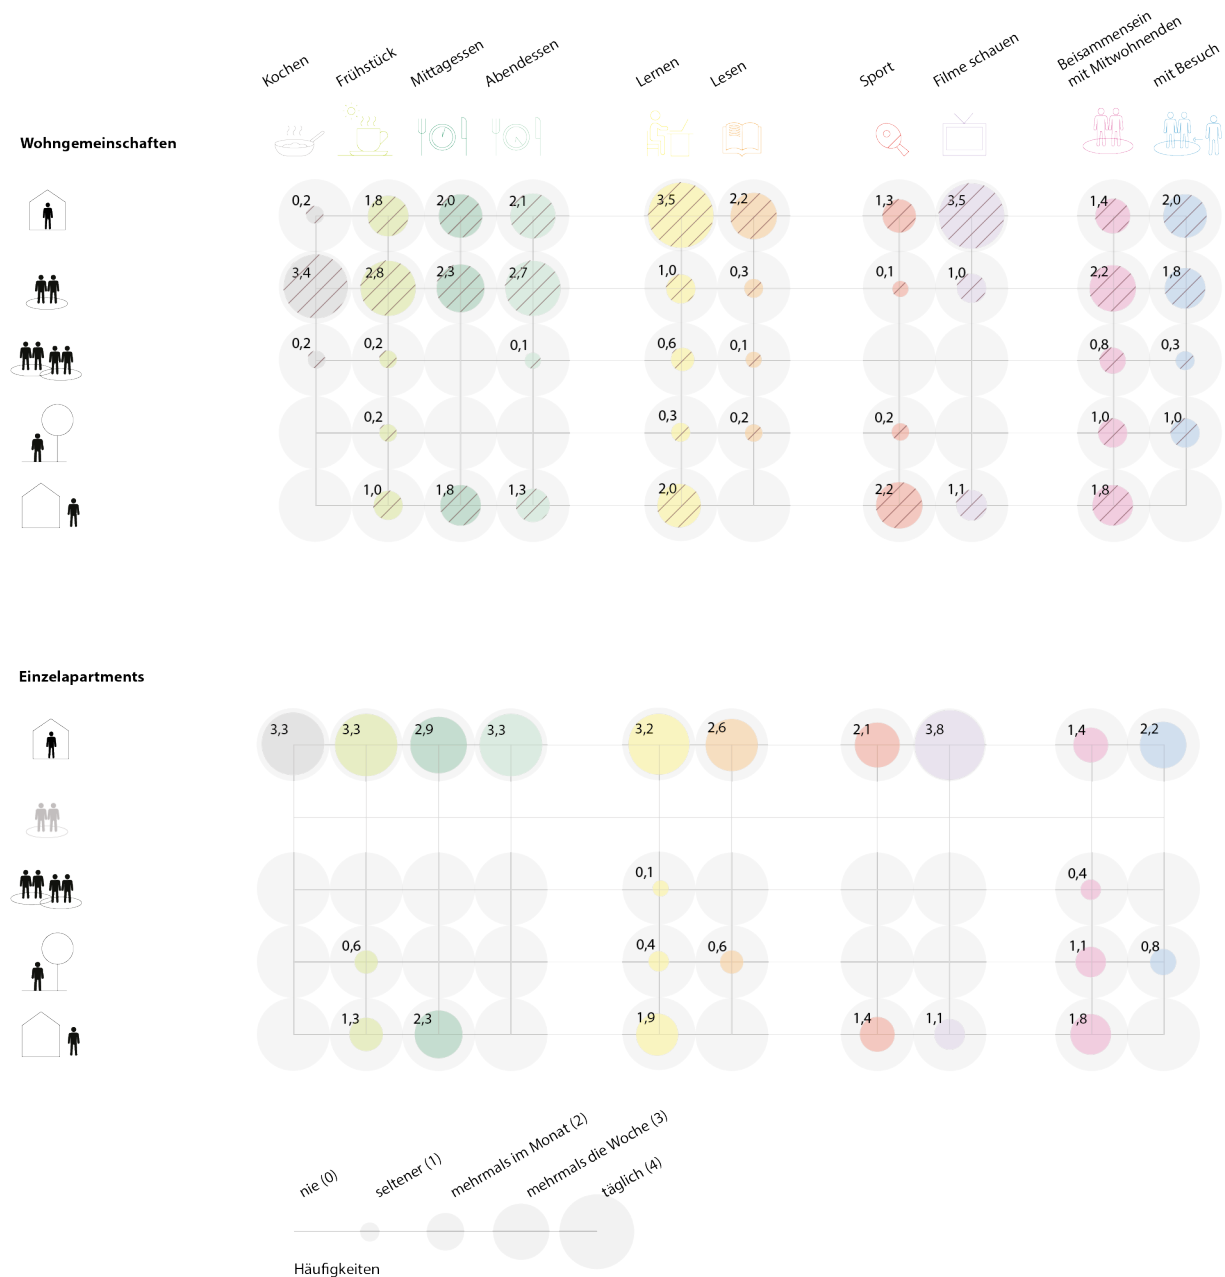 Kochen
Frühstück
Mittagessen
Abendessen
Lernen
Lesen
Sport
Filme schauen
Beisammensein
mit Mitwohnenden
mit Besuch
Wohngemeinschaften
0,2 1,8 2,0 2,1 3,5 2,2 1,3 3,5 1,4 2,0
3,4 2,8 2,3 2,7 1,0 0,3 0,1 1,0 2,2 1,8
0,2 0,2 0,1 0,6 0,1 0,8 0,3
0,2 0,3 0,2 0,2 1,0 1,0
1,0 1,8 1,3 2,0 2,2 1,1 1,8
Einzelapartments
3,3 3,3 2,9 3,3 3,2 2,6 2,1 3,8 1,4 2,2
0,1 0,4
0,6 0,4 0,6 1,1 0,8
1,3 2,3 1,9 1,4 1,1 1,8
nie (0)
seltener (1)
mehrmals im Monat (2)
mehrmals die Woche (3)
täglich (4)
Häufigkeiten